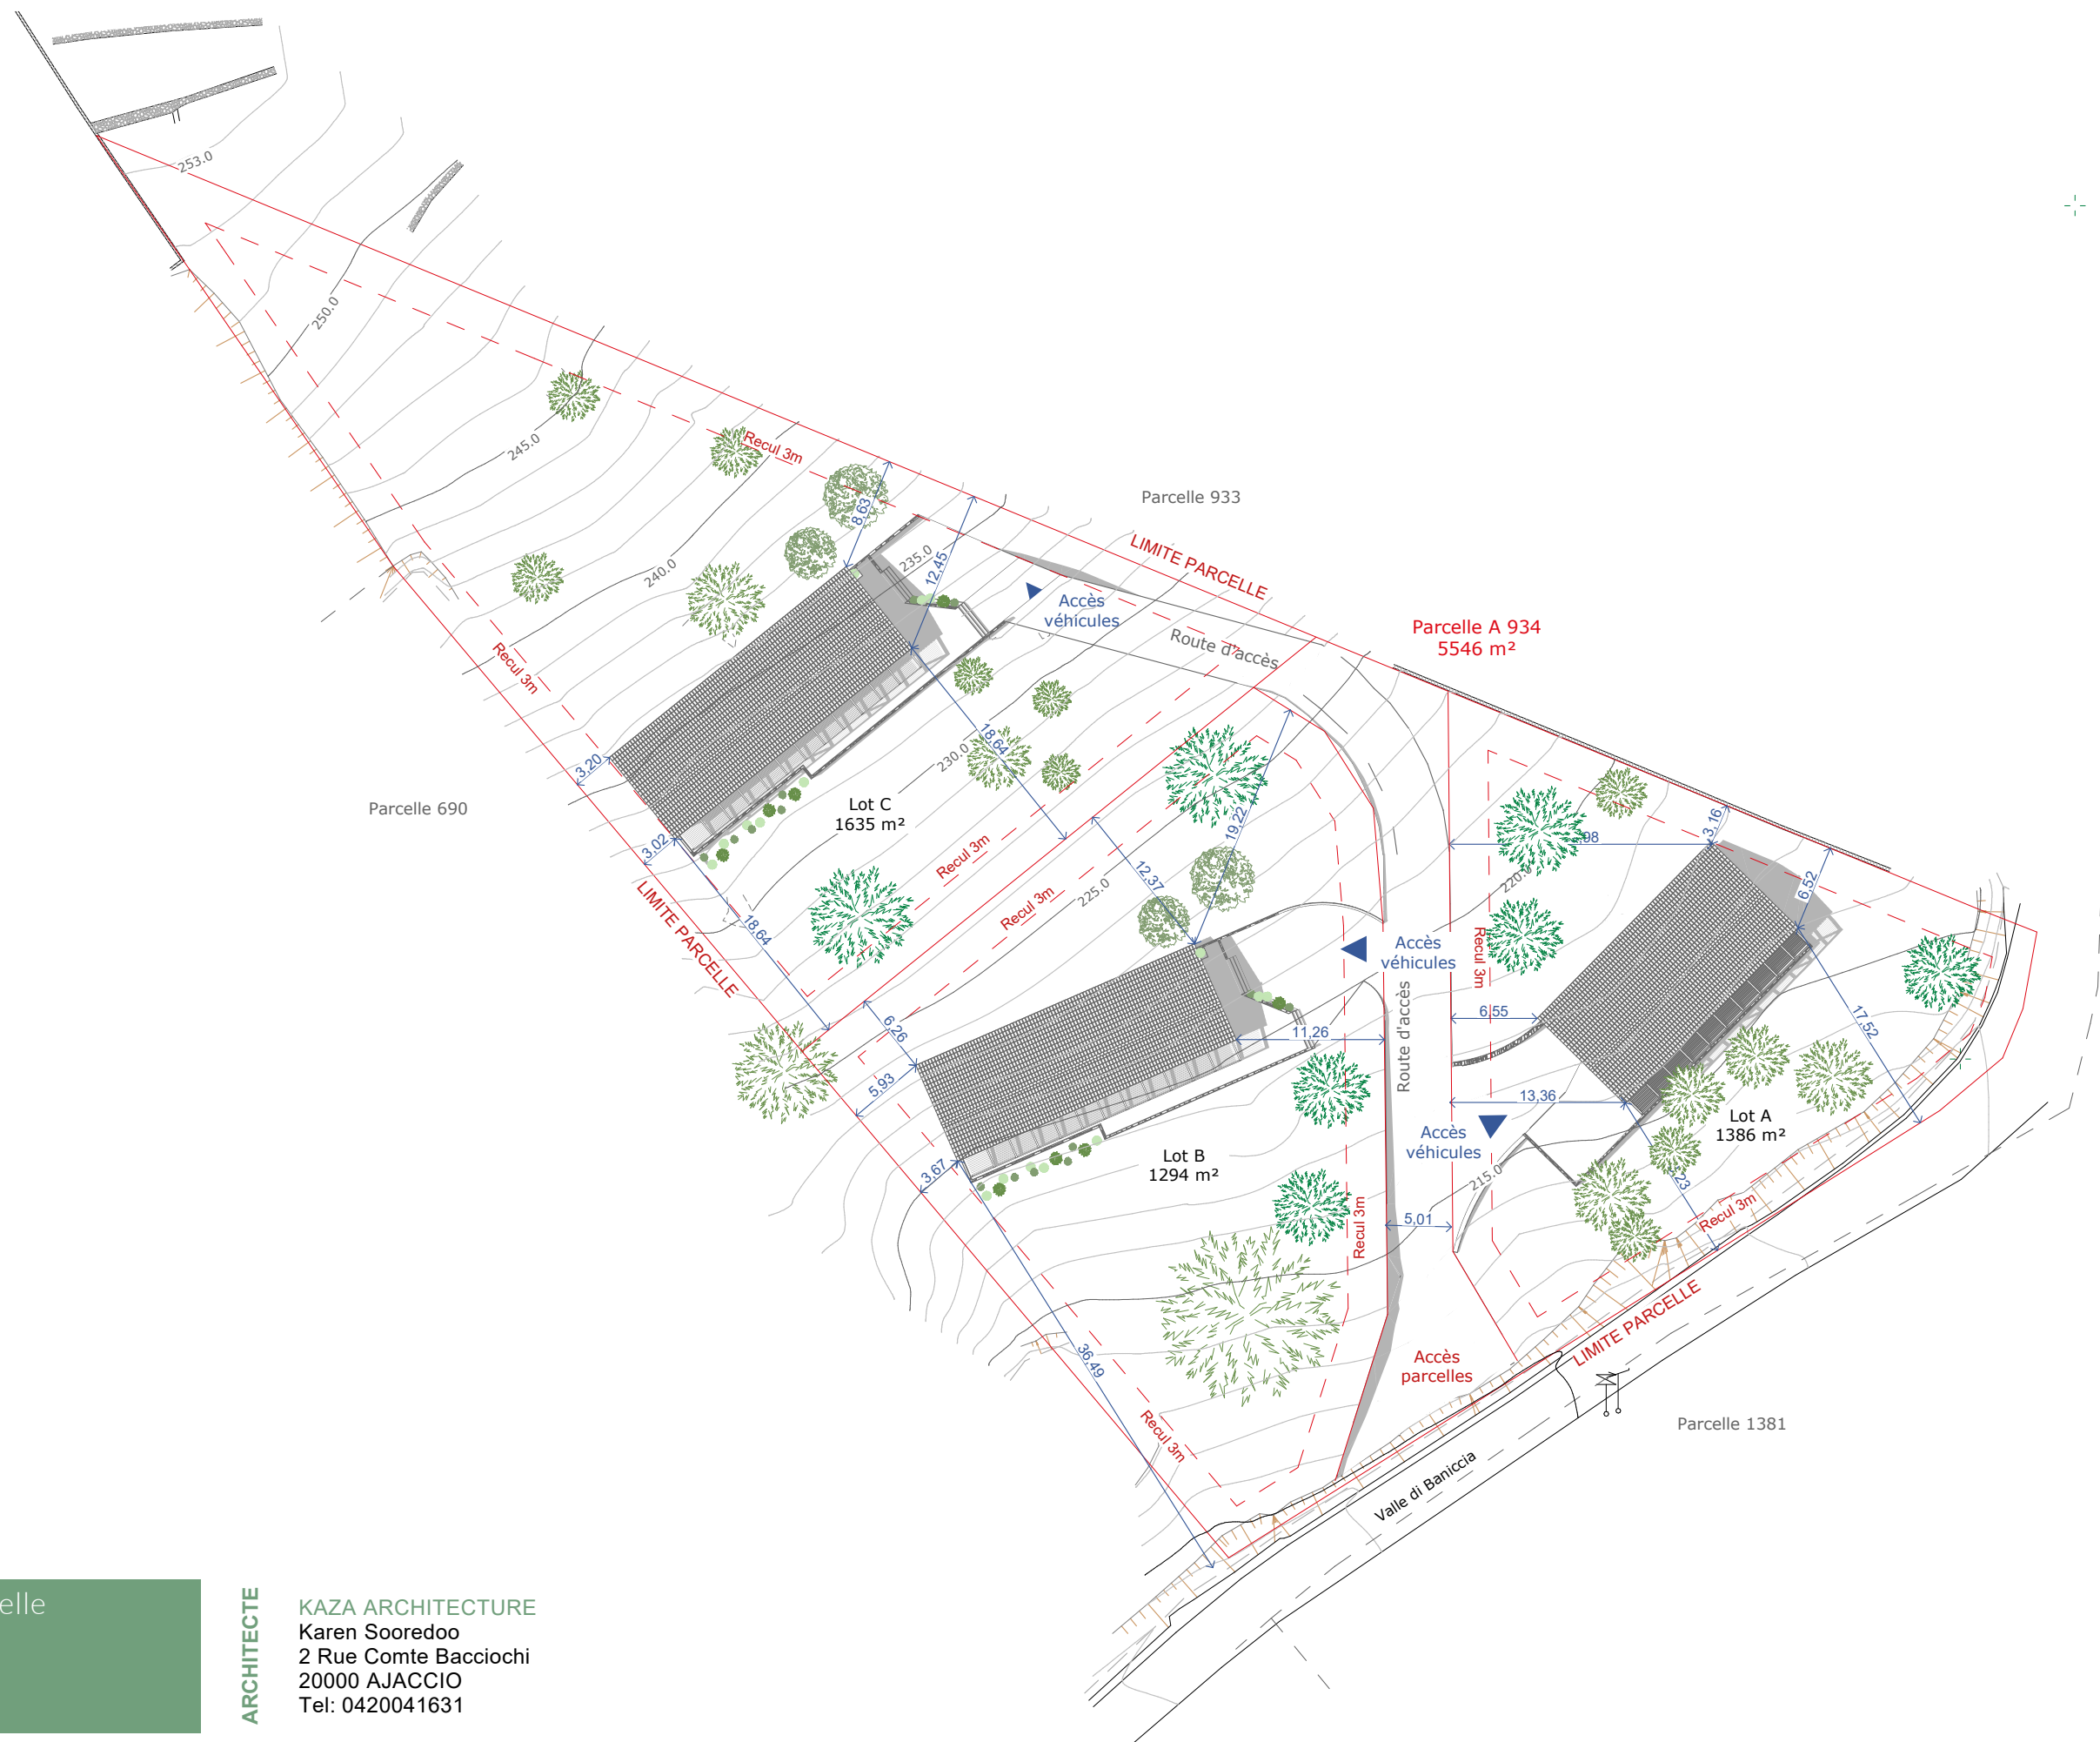 253.0
250.0
245.0
Recul 3m
8,63
Parcelle 933
235.0
12,45
LIMITE PARCELLE
240.0
Accès
véhicules
Route d'accès
Parcelle A 934
5546 m²
Recul 3m
18,64
230.0
3,20
Parcelle 690
Lot C
1635 m²
19,22
3,16
3,02
Recul 3m
12,37
225.0
Recul 3m
6,52
LIMITE PARCELLE
18,64
Accès
véhicules
Recul 3m
6,26
11,26
Route d'accès
6,55
17,52
5,93
13,36
Lot A
1386 m²
Accès
véhicules
Lot B
1294 m²
3,67
215.0
Recul 3m
5,01
Recul 3m
36,49
LIMITE PARCELLE
Accès
parcelles
Recul 3m
Parcelle 1381
Valle di Baniccia
elle
ARCHITECTE
KAZA ARCHITECTURE
Karen Sooredoo
2 Rue Comte Bacciochi
20000 AJACCIO
Tel: 0420041631